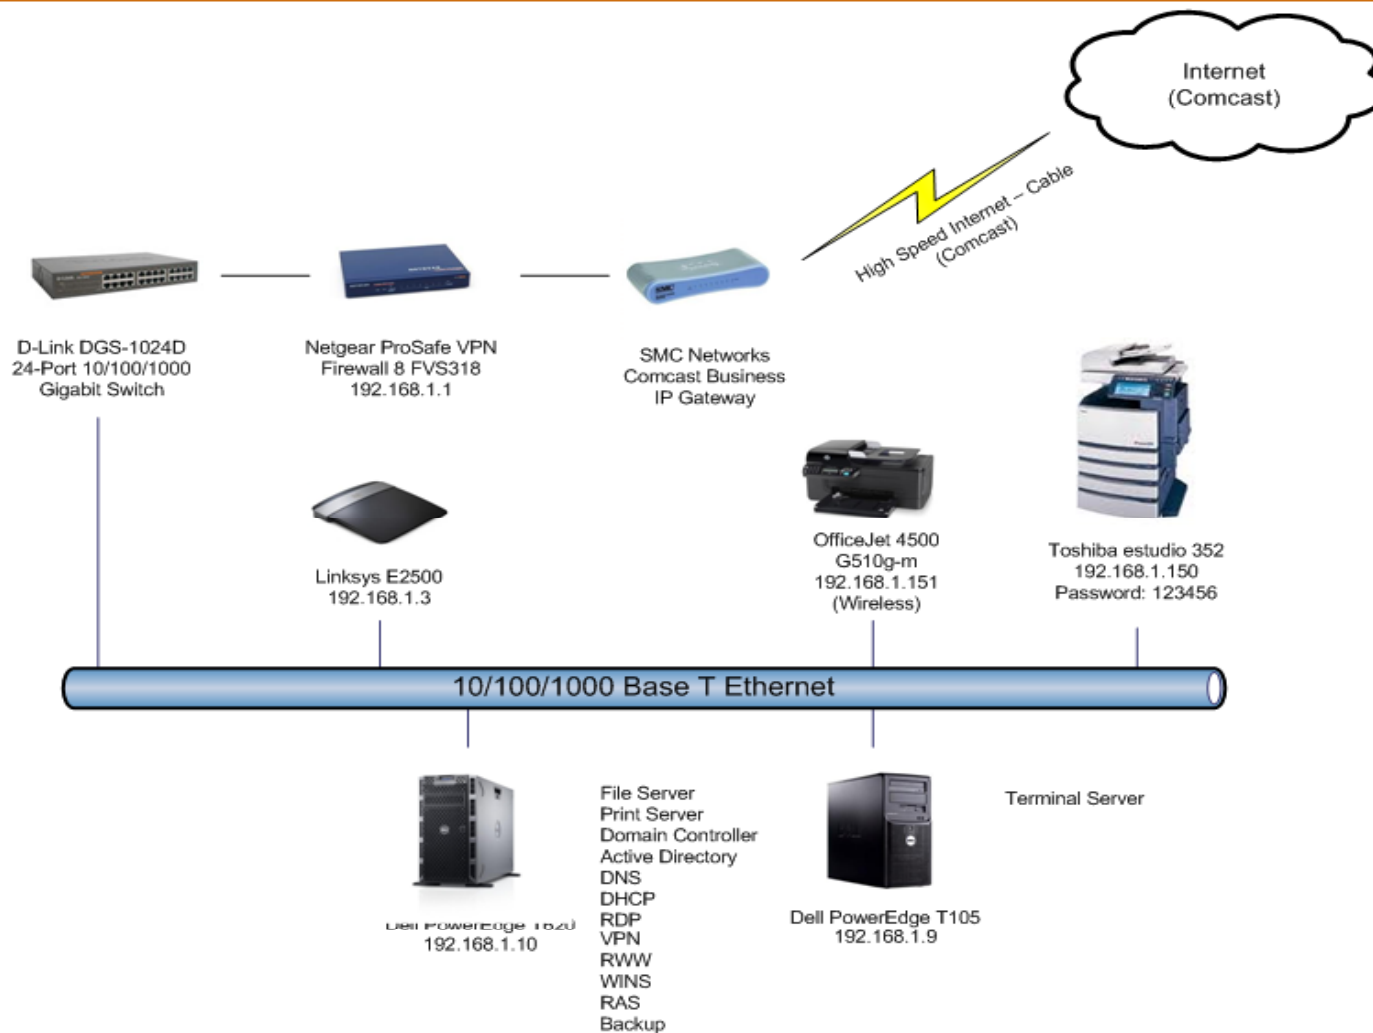 Internet
(Comcast)
High Speed Internet – Cable
(Comcast)
D-Link DGS-1024D
24-Port 10/100/1000
Gigabit Switch
Netgear ProSafe VPN
Firewall 8 FVS318
192.168.1.1
SMC
SMC Networks
Comcast Business
IP Gateway
Linksys E2500
192.168.1.3
OfficeJet 4500
G510g-m
192.168.1.151
(Wireless)
Toshiba estudio 352
192.168.1.150
Password: 123456
10/100/1000 Base T Ethernet
Dell PowerEdge T620
192.168.1.10
File Server
Print Server
Domain Controller
Active Directory
DNS
DHCP
RDP
VPN
RWW
WINS
RAS
Backup
Dell PowerEdge T105
192.168.1.9
Terminal Server